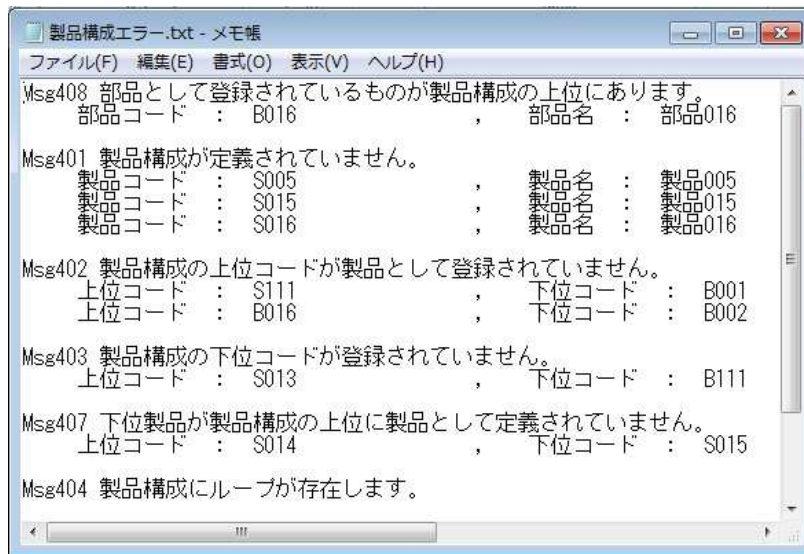 製品構成エラー.txt - メモ帳
ファイル(F) 編集(E) 書式(O) 表示(V) ヘルプ(H)
Msg408 部品として登録されているものが製品構成の上位にあります。
部品コード : B016 , 部品名 : 部品016
Msg401 製品構成が定義されていません。
製品コード : S005 , 製品名 : 製品005
製品コード : S015 , 製品名 : 製品015
製品コード : S016 , 製品名 : 製品016
Msg402 製品構成の上位コードが製品として登録されていません。
上位コード : S111 , 下位コード : B001
上位コード : B016 , 下位コード : B002
Msg403 製品構成の下位コードが登録されていません。
上位コード : S013 , 下位コード : B111
Msg407 下位製品が製品構成の上位に製品として定義されていません。
上位コード : S014 , 下位コード : S015
Msg404 製品構成にループが存在します。